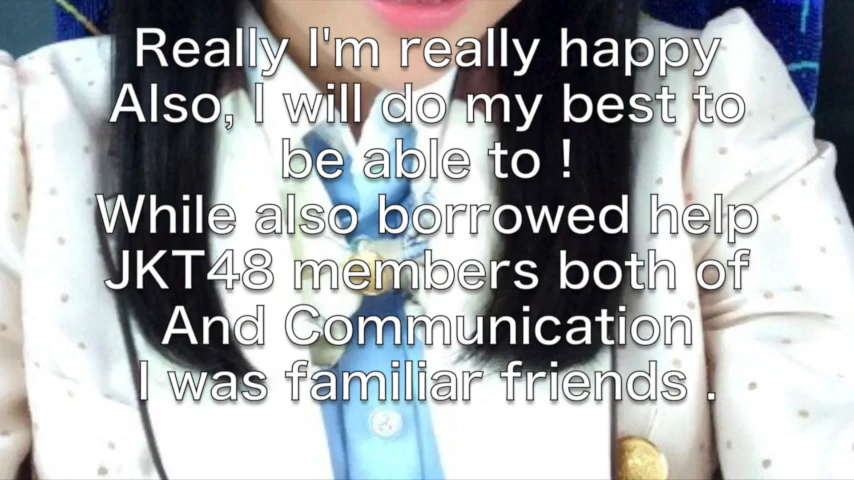 Really I'm really happy
Also, I will do my best to
be able to !
While also borrowed help
JKT48 members both of
And Communication
I was familiar friends .